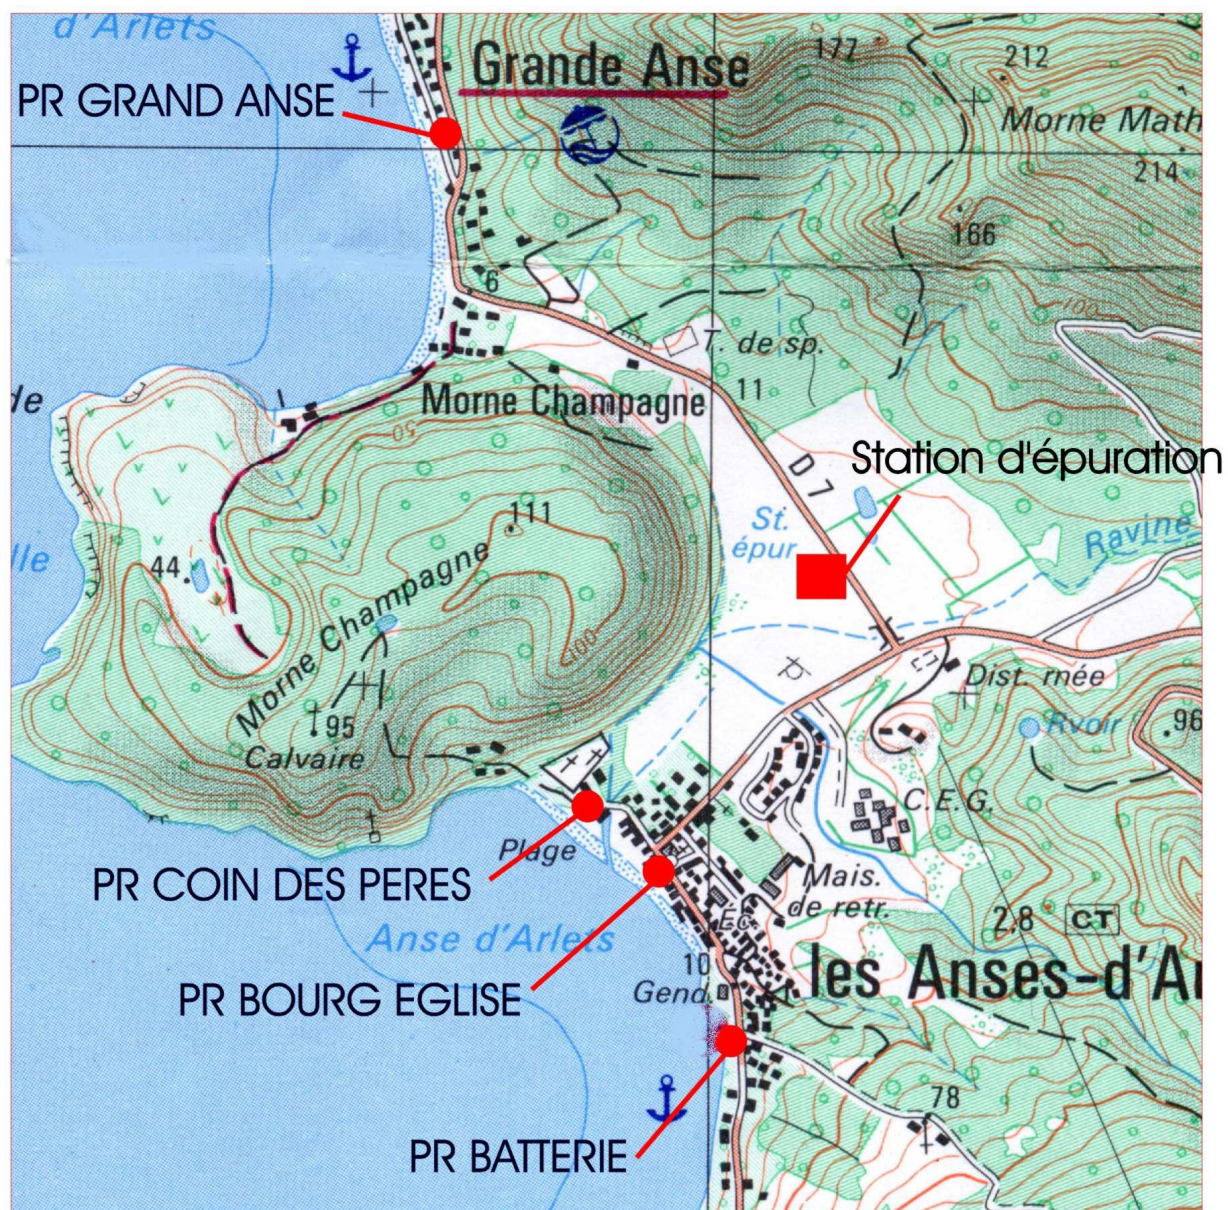 d'Arlets
Grande Anse
177
212
PR GRAND ANSE
Morne Math
214
166
6
100
T. de sp.
de
11
Morne Champagne
50
D 7
Station d'épuration
111
St.
épur
Ravine
lle
44
Morne Champagne
100
Dist. rnée
95
Calvaire
Rvoir
96
C.E.G.
Plage
PR COIN DES PERES
Mais.
de retr.
Éc.
2,8
CT
Anse d'Arlets
10
les Anses-d'Ar
PR BOURG EGLISE
Gend.
78
PR BATTERIE